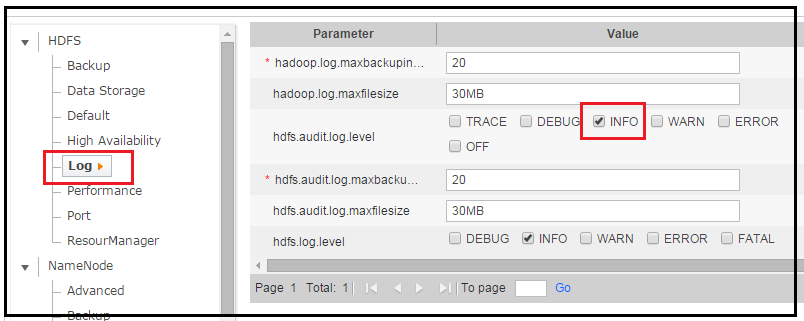 HDFS
Backup
Data Storage
Default
High Availability
Log
Performance
Port
ResourManager
NameNode
Advanced
Parameter Value
* hadoop.log.maxbackupin... 20
hadoop.log.maxfilesize 30MB
hdfs.audit.log.level TRACE DEBUG INFO WARN ERROR
OFF
* hdfs.audit.log.maxbacku... 20
hdfs.audit.log.maxfilesize 30MB
hdfs.log.level DEBUG INFO WARN ERROR FATAL
Page 1 Total: 1 To page Go